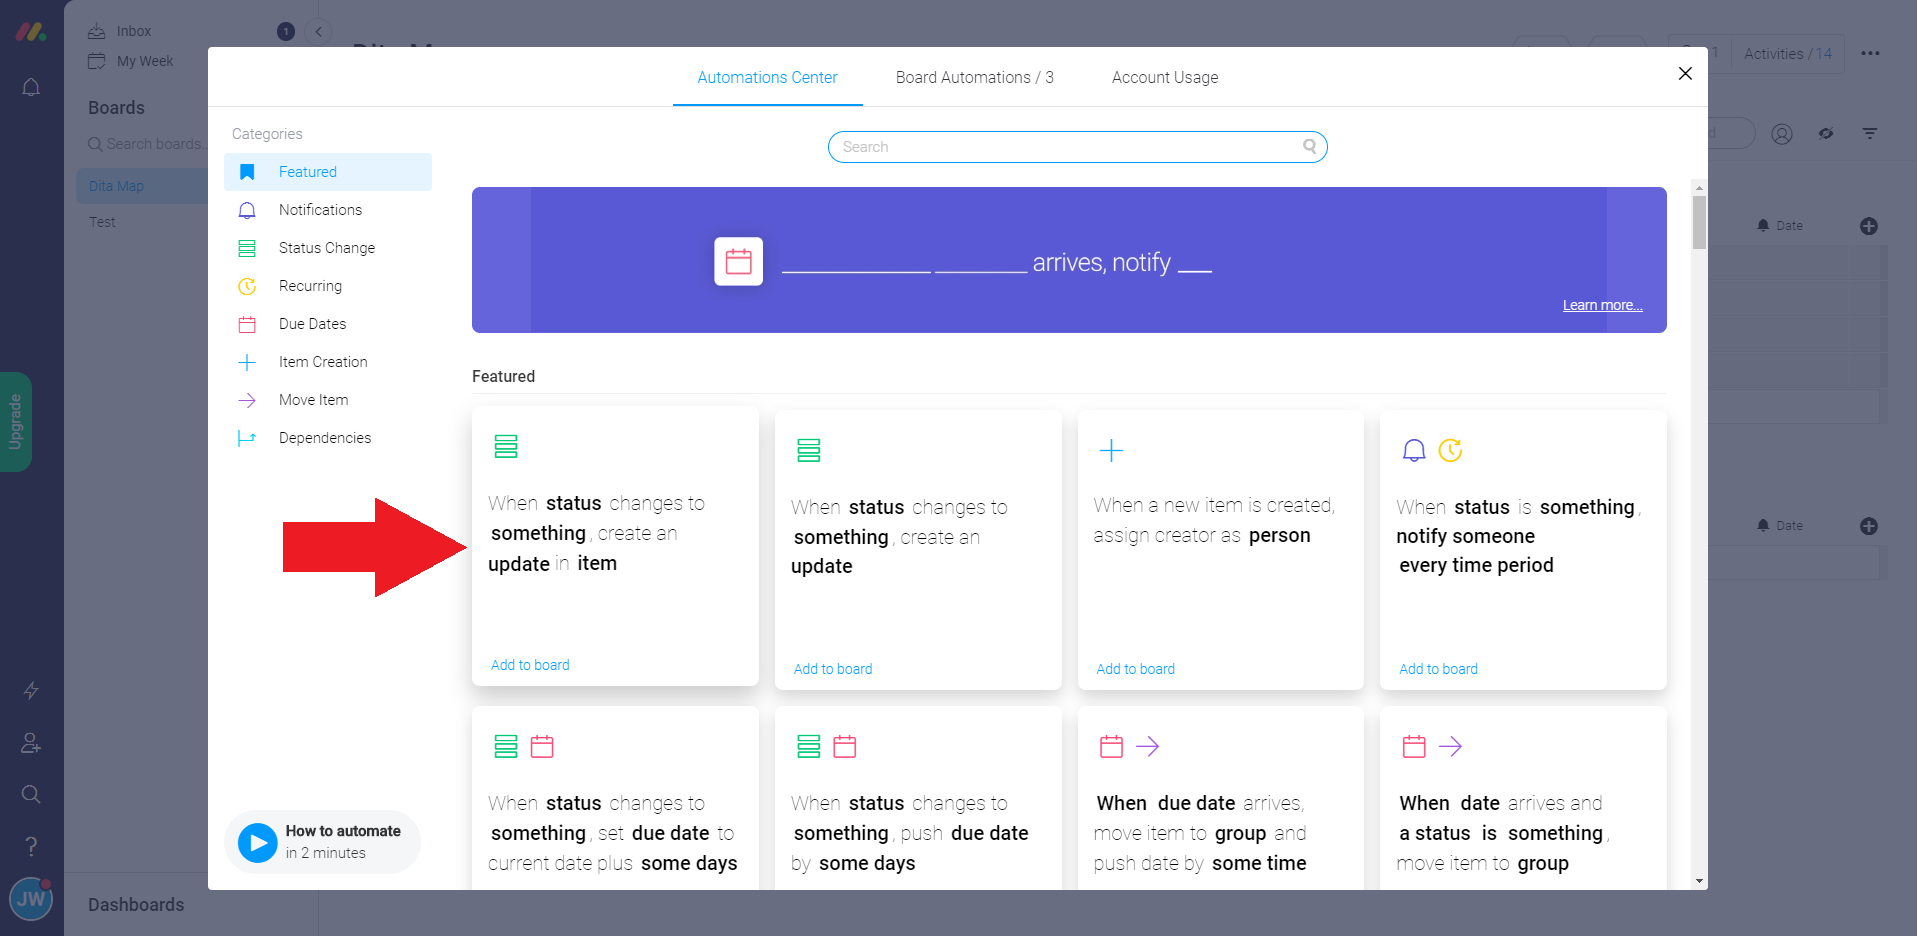 Inbox
1
My Week
Boards
Search boards...
Dita Map
Test
Upgrade
JW
Dashboards
Dita M
1
Activities / 14
Date
Date
Automations Center
Board Automations / 3
Account Usage
Categories
Featured
Notifications
Status Change
Recurring
Due Dates
Item Creation
Move Item
Dependencies
How to automate
in 2 minutes
Search
arrives, notify
Learn more...
Featured
When status changes to
something, create an
update in item
Add to board
When status changes to
something, create an
update
Add to board
When a new item is created,
assign creator as person
Add to board
When status is something,
notify someone
every time period
Add to board
When status changes to
something, set due date to
current date plus some days
When status changes to
something, push due date
by some days
When due date arrives,
move item to group and
push date by some time
When date arrives and
a status is something,
move item to group